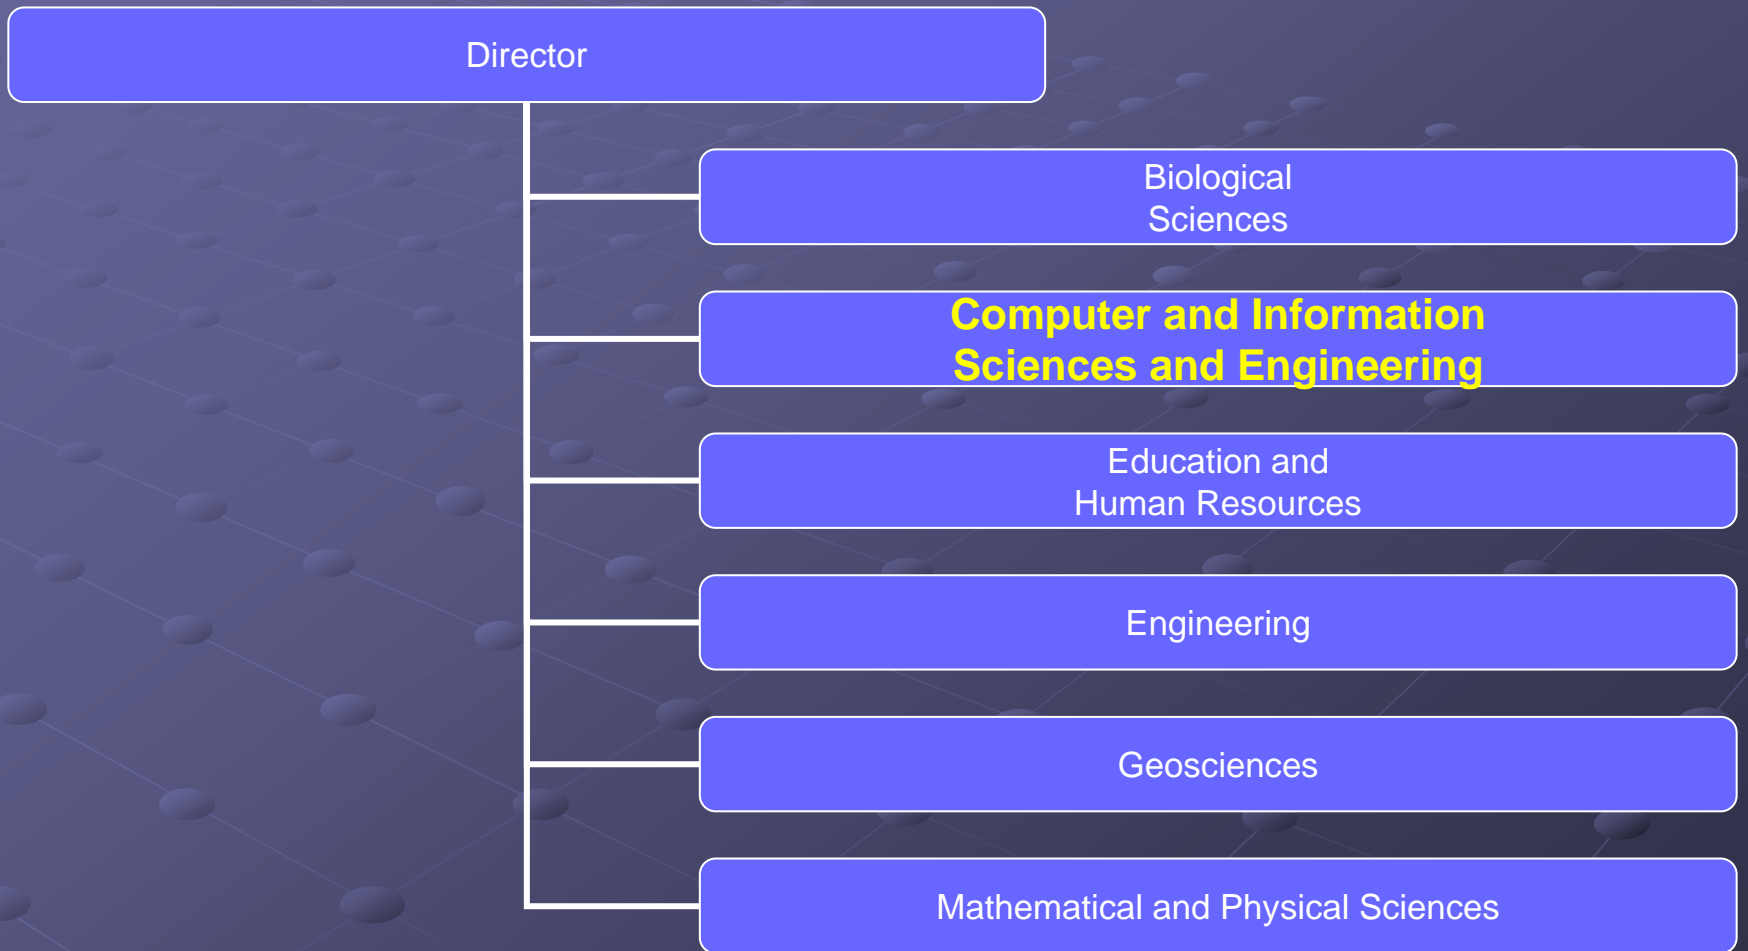 Director
Biological
Sciences
Computer and Information
Sciences and Engineering
Education and
Human Resources
Engineering
Geosciences
Mathematical and Physical Sciences